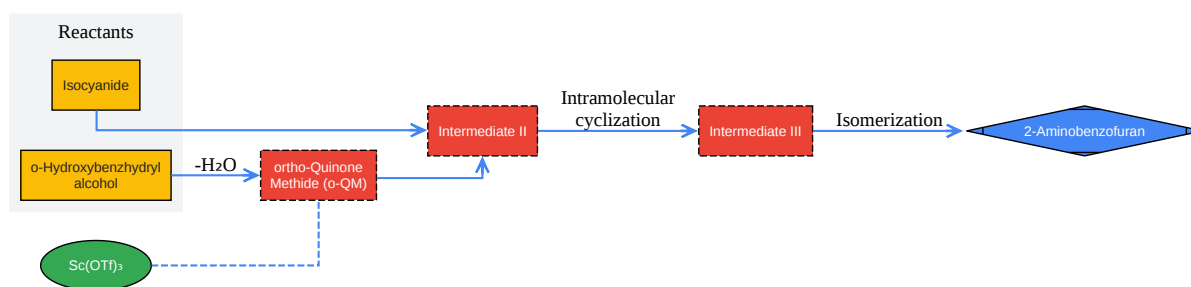 Reactants
Isocyanide
o-Hydroxybenzhydryl
alcohol
-H₂O
ortho-Quinone
Methide (o-QM)
Sc(OTf)₃
Intermediate II
Intramolecular
cyclization
Intermediate III
Isomerization
2-Aminobenzofuran